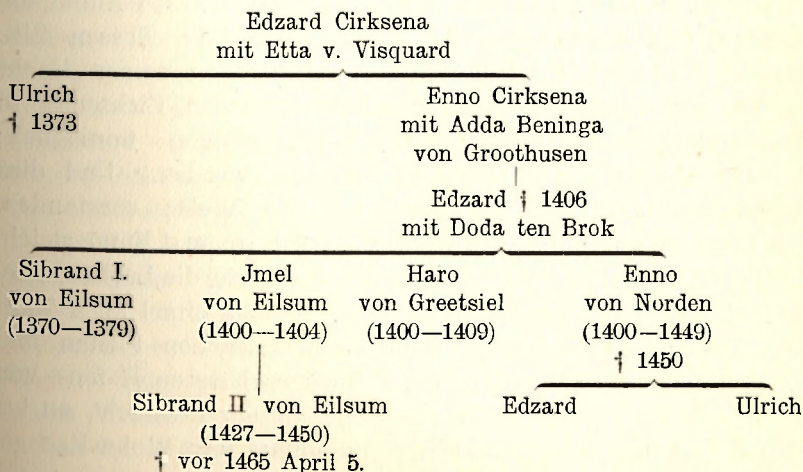 Edzard Cirksena
mit Etta v. Visquard
Ulrich
† 1373
Enno Cirksena
mit Adda Beninga
von Groothusen
Edzard † 1406
mit Doda ten Brok
Sibrand I.
von Eilsum
(1370—1379)
Jmel
von Eilsum
(1400—1404)
Haro
von Greetsiel
(1400—1409)
Enno
von Norden
(1400—1449)
† 1450
Sibrand II von Eilsum
(1427—1450)
† vor 1465 April 5.
Edzard
Ulrich